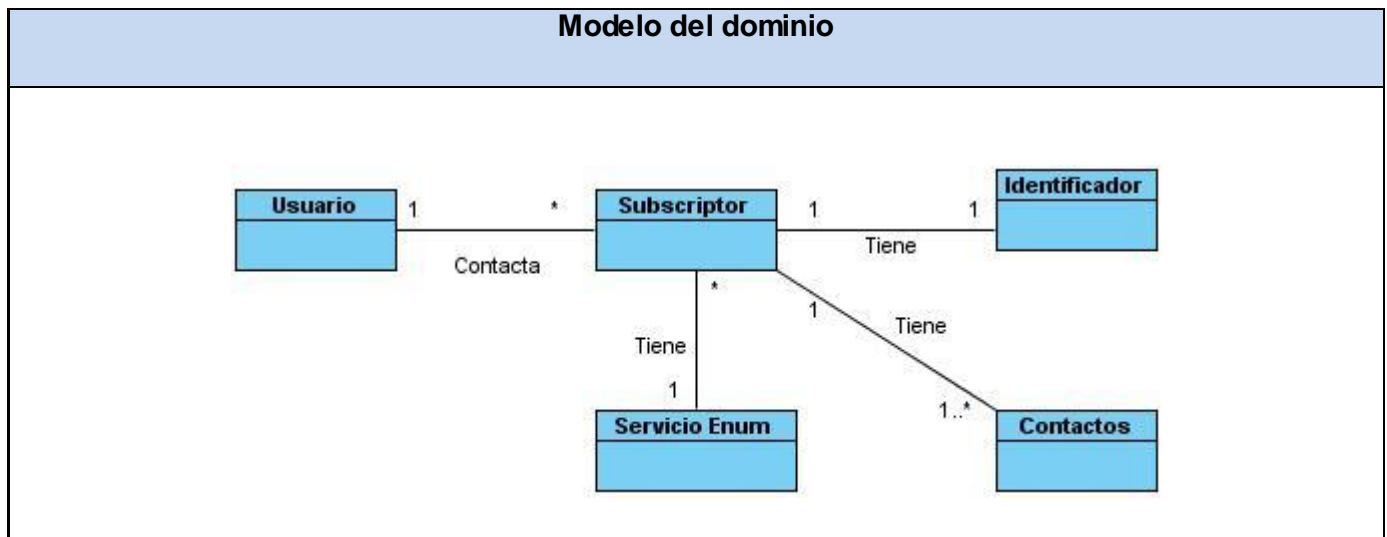 Modelo del dominio
Identificador
Usuario
Subscriptor
1
*
1
1
Tiene
Contacta
*
1
Tiene
Tiene
1
1..*
Servicio Enum
Contactos